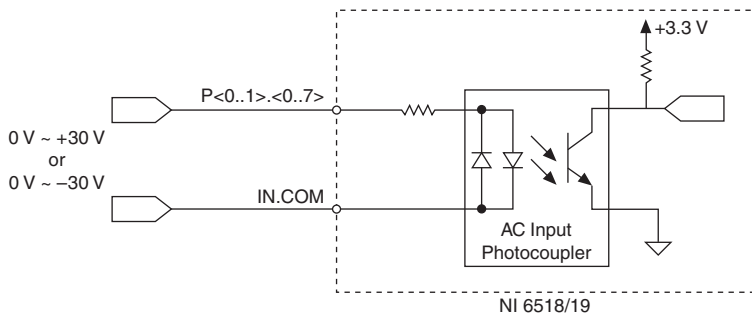 +3.3 V
P<0..1>.<0..7>
0 V ~ +30 V
or
0 V ~ –30 V
IN.COM
AC Input
Photocoupler
NI 6518/19